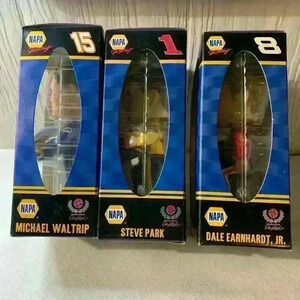 NAPA
15
NAPA
MICHAEL WALTRIP
NAPA
1
NAPA
STEVE PARK
NAPA
8
NAPA
DALE EARNHARDT, JR.